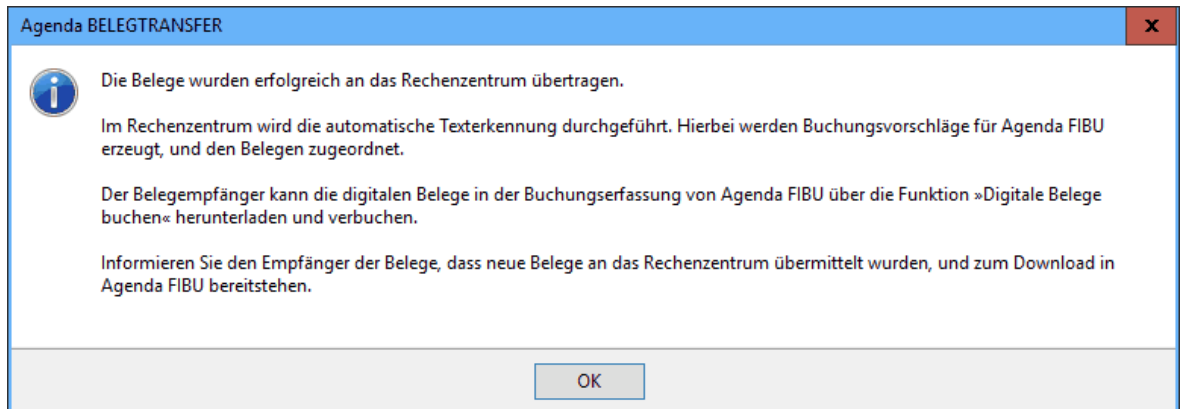 Agenda BELEGTRANSFER
x
Die Belege wurden erfolgreich an das Rechenzentrum übertragen.
Im Rechenzentrum wird die automatische Texterkennung durchgeführt. Hierbei werden Buchungsvorschläge für Agenda FIBU
erzeugt, und den Belegen zugeordnet.
Der Belegempfänger kann die digitalen Belege in der Buchungserfassung von Agenda FIBU über die Funktion »Digitale Belege
buchen« herunterladen und verbuchen.
Informieren Sie den Empfänger der Belege, dass neue Belege an das Rechenzentrum übermittelt wurden, und zum Download in
Agenda FIBU bereitstehen.
OK